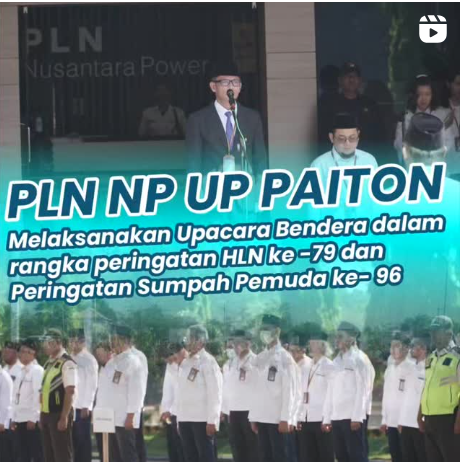 PLN
Nusantara Power
PLN NP UP PAITON
Melaksanakan Upacara Bendera dalam
rangka peringatan HLN ke -79 dan
Peringatan Sumpah Pemuda ke- 96